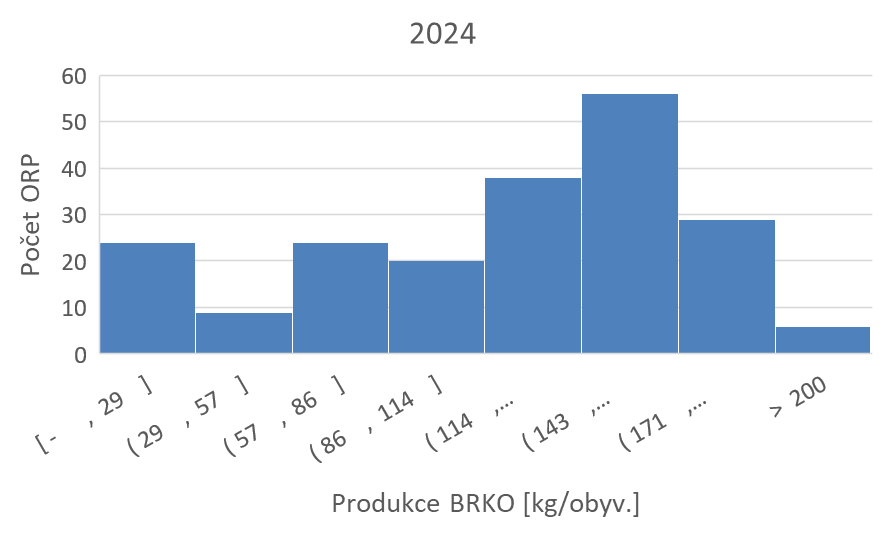 2024
60
50
40
30
20
10
0
Počet ORP
[ - , 29 ]
( 29 , 57 ]
( 57 , 86 ]
( 86 , 114 ]
( 114 ,...
( 143 ,...
( 171 ,...
> 200
Produkce BRKO [kg/obyv.]